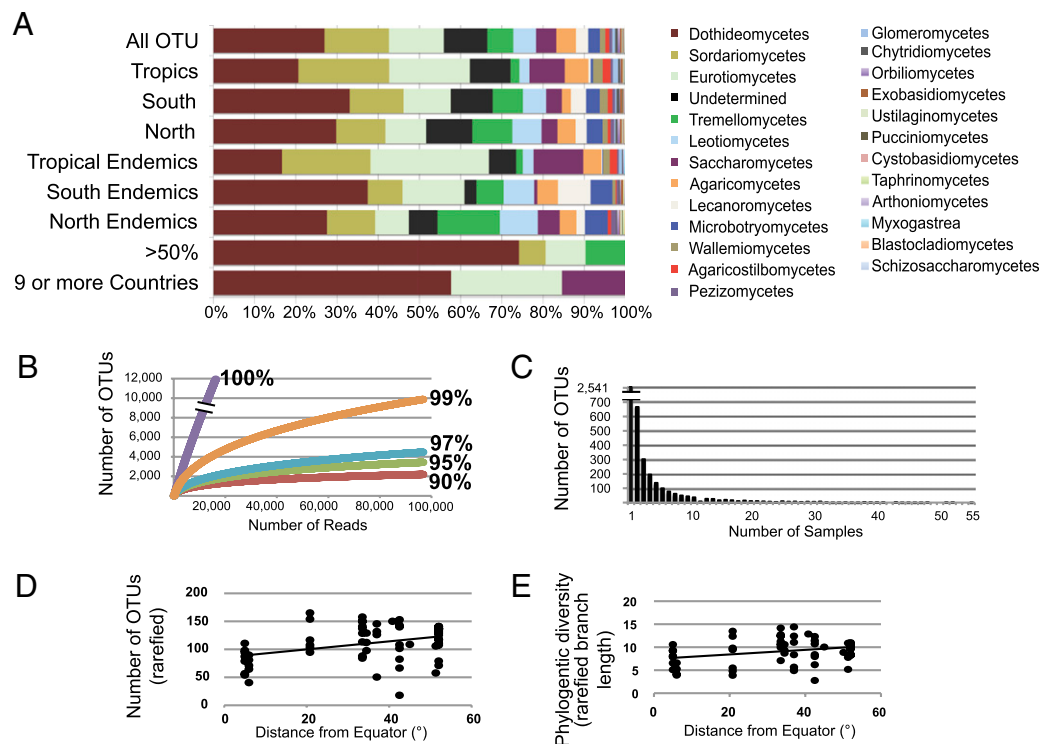 A
All OTU
Tropics
South
North
Tropical Endemics
South Endemics
North Endemics
>50%
9 or more Countries
0% 10% 20% 30% 40% 50% 60% 70% 80% 90% 100%
Dothideomycetes
Sordariomycetes
Eurotiomycetes
Undetermined
Tremellomycetes
Leotiomycetes
Saccharomycetes
Agaricomycetes
Lecanoromycetes
Microbotryomycetes
Wallemiomycetes
Agaricostilbomycetes
Pezizomycetes
Glomeromycetes
Chytridiomycetes
Orbiliomycetes
Exobasidiomycetes
Ustilaginomycetes
Pucciniomycetes
Cystobasidiomycetes
Taphrinomycetes
Arthoniomycetes
Myxogastrea
Blastocladiomycetes
Schizosaccharomycetes
B
Number of OTUs
12,000
10,000
8,000
6,000
4,000
2,000
100%
99%
97%
95%
90%
20,000 40,000 60,000 80,000 100,000
Number of Reads
C
Number of OTUs
2,541
700
600
500
400
300
200
100
1 10 20 30 40 50 55
Number of Samples
D
Number of OTUs
(rarefied)
200
150
100
50
0
0 20 40 60
Distance from Equator (°)
E
Phylogentic diversity
(rarefied branch
length)
20
15
10
5
0
0 20 40 60
Distance from Equator (°)